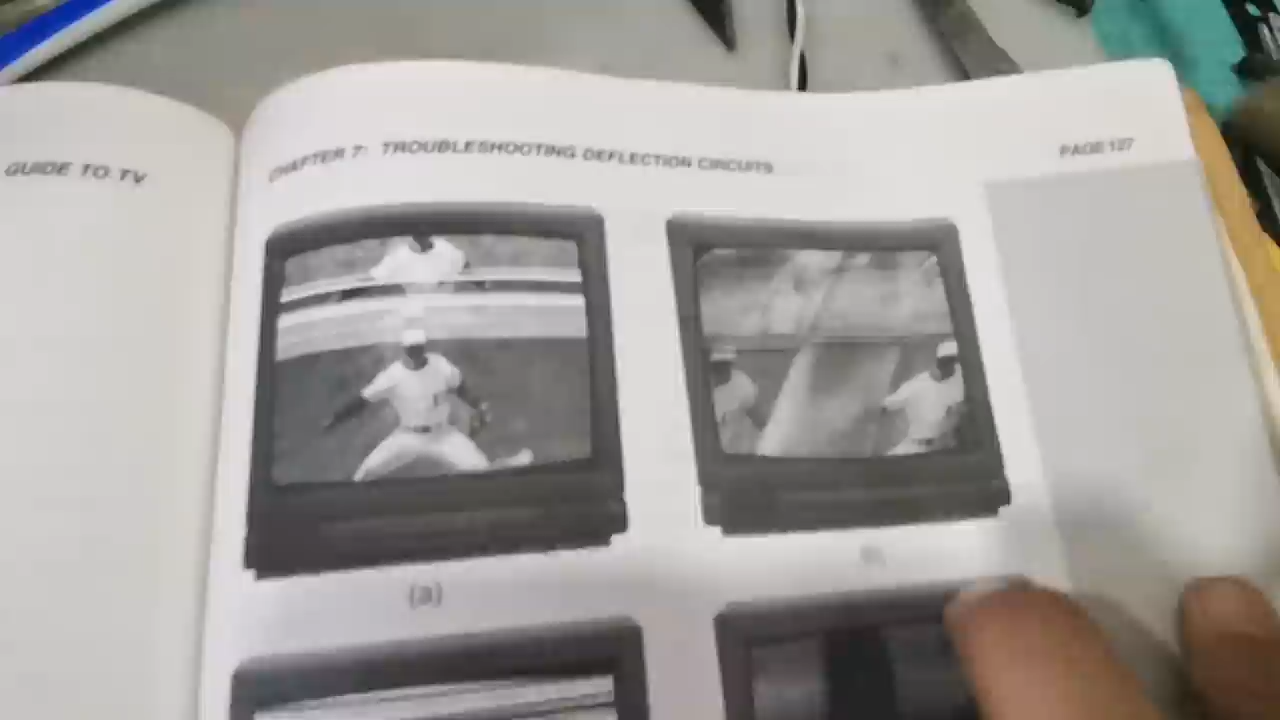 GUIDE TO TV
CHAPTER 7: TROUBLESHOOTING DEFLECTION CIRCUITS
PAGE 127
(a)